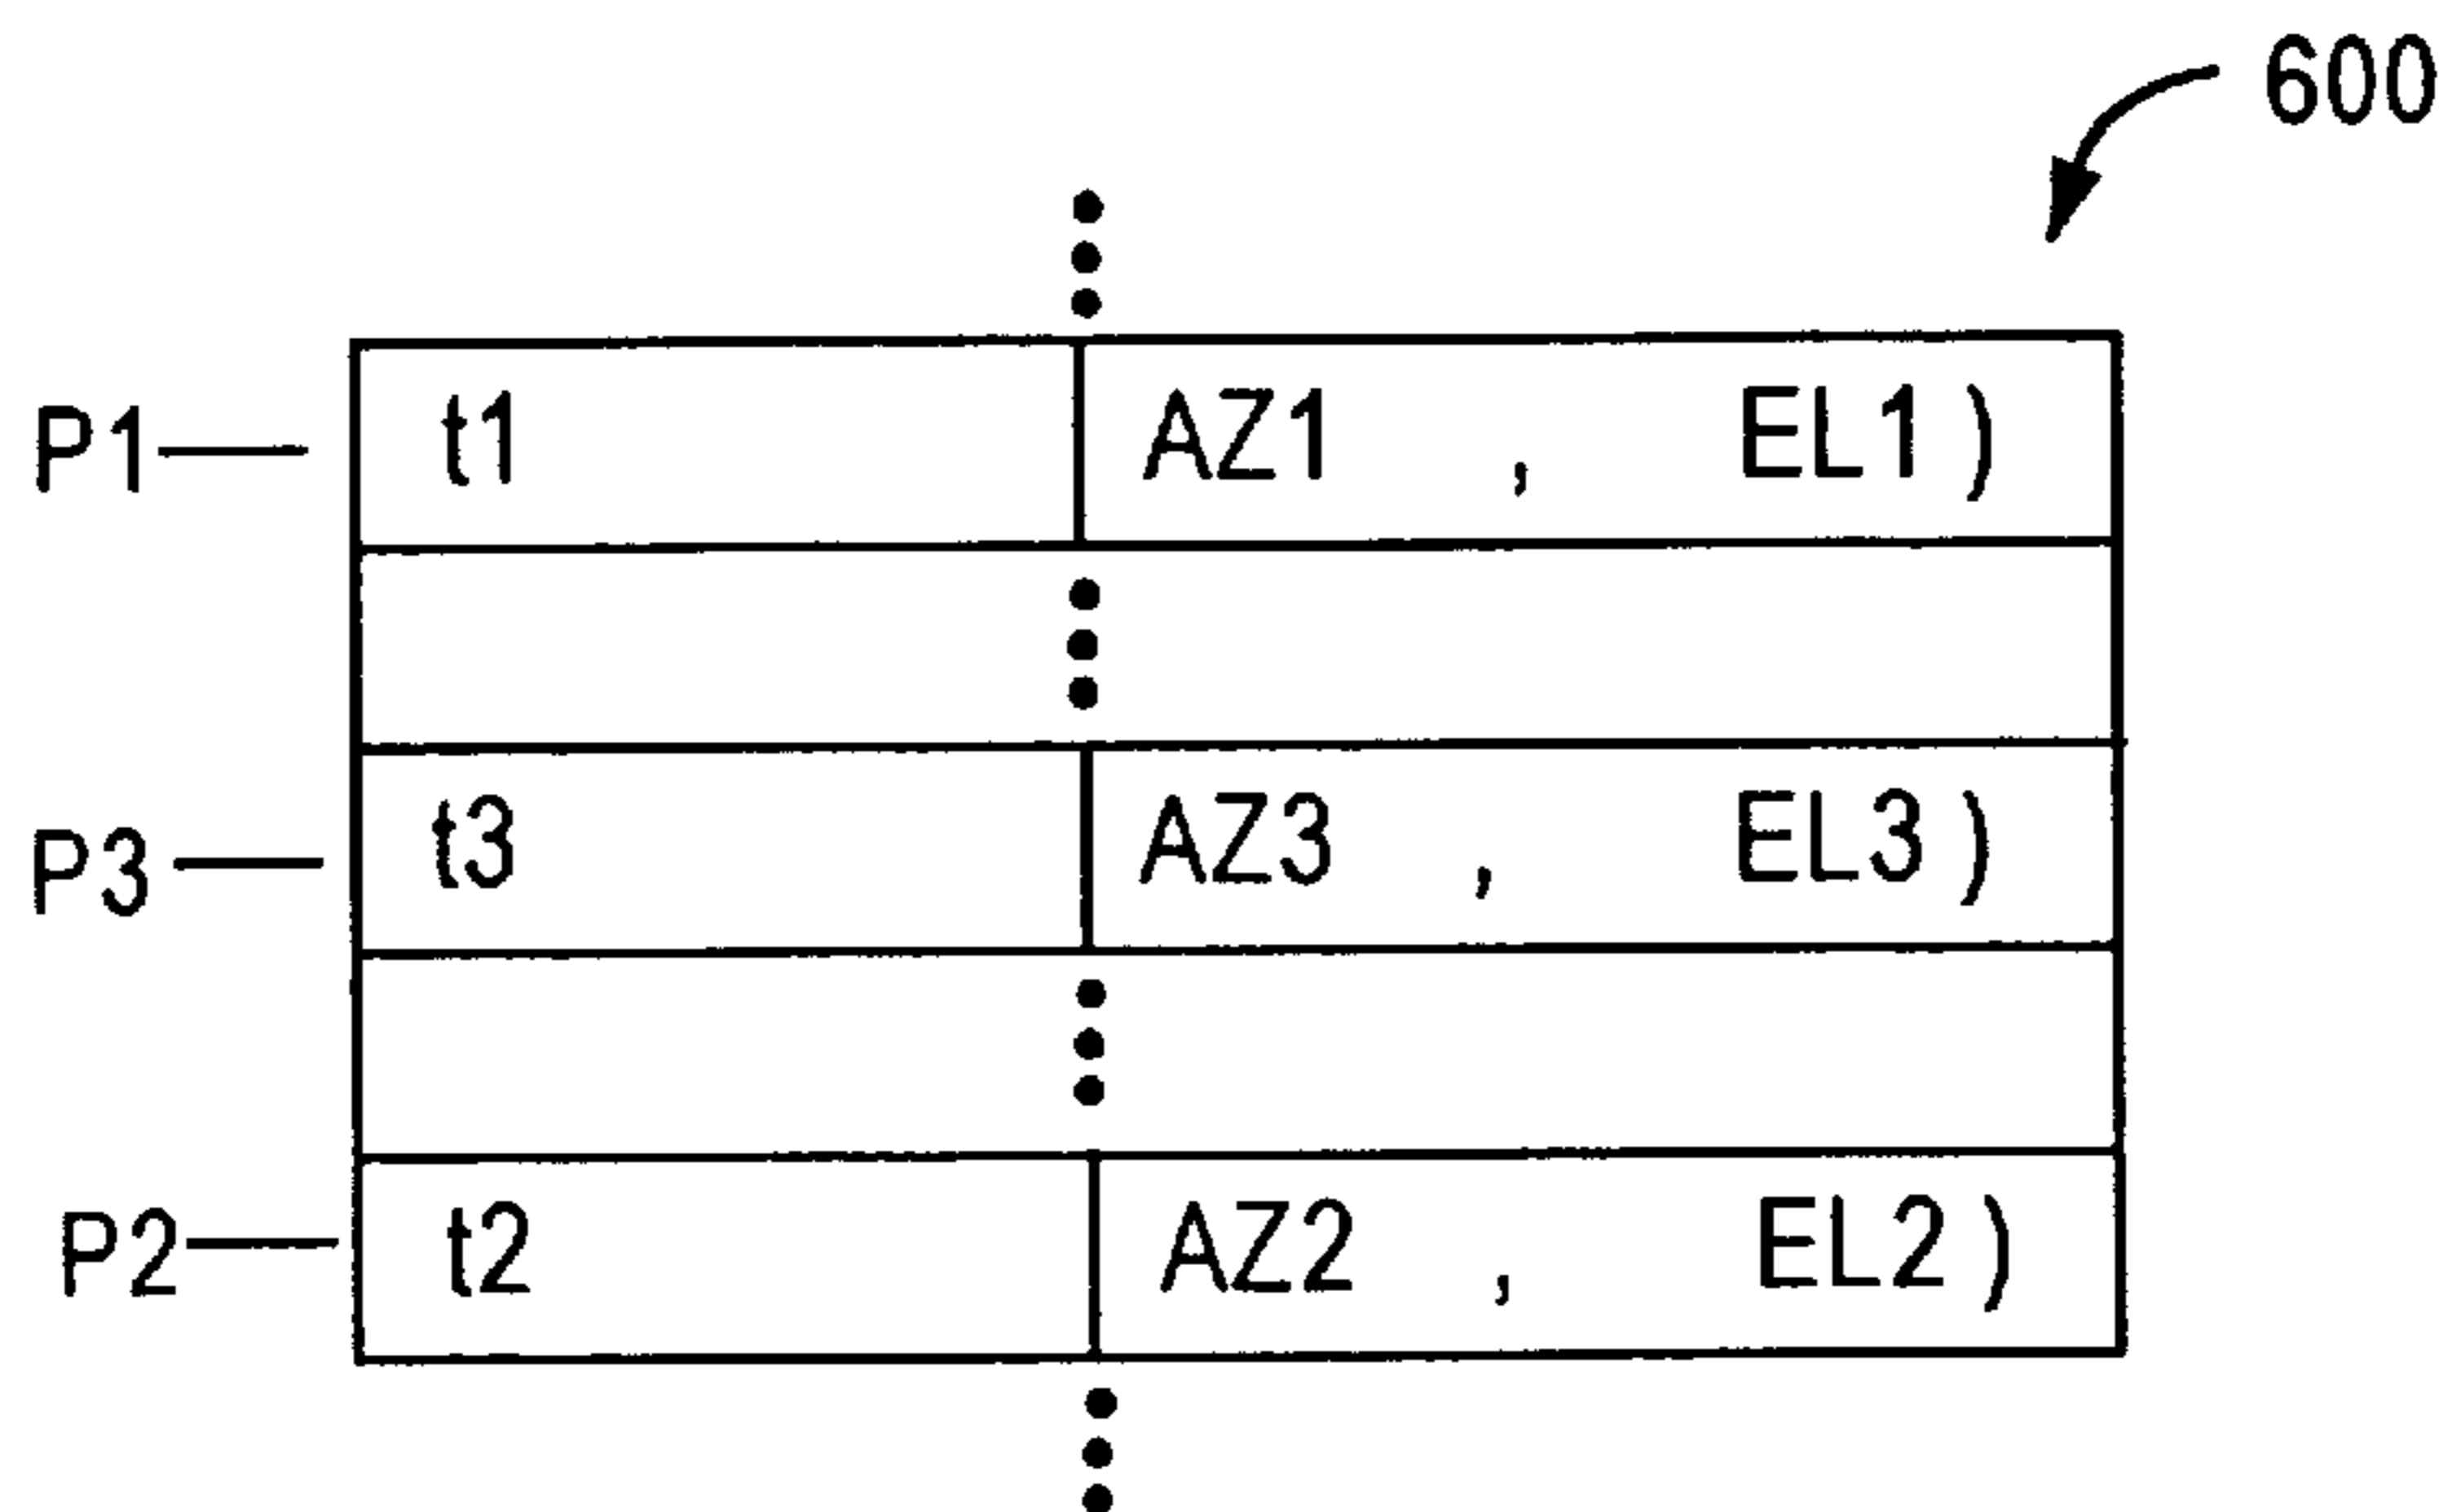 600
P1 t1 AZ1 , EL1)
P3 t3 AZ3 , EL3)
P2 t2 AZ2 , EL2)